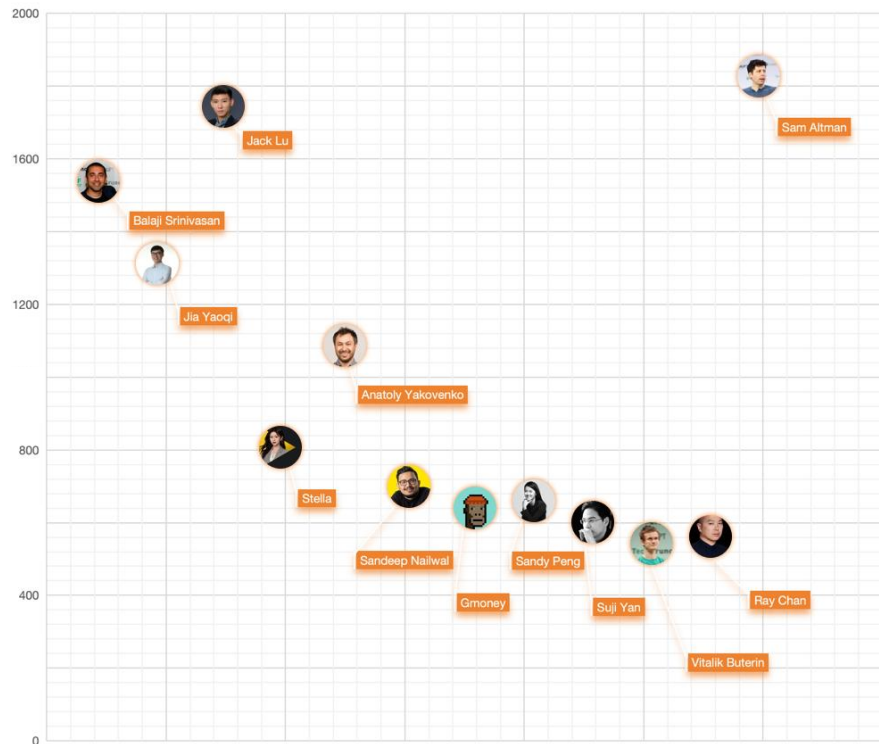 2000
Jack Lu
Sam Altman
1600
Balaji Srinivasan
1200
Jia Yaoqi
Anatoly Yakovenko
800
Stella
Sandeep Nailwal
Sandy Peng
400
Gmoney
Suji Yan
Ray Chan
Vitalik Buterin
0